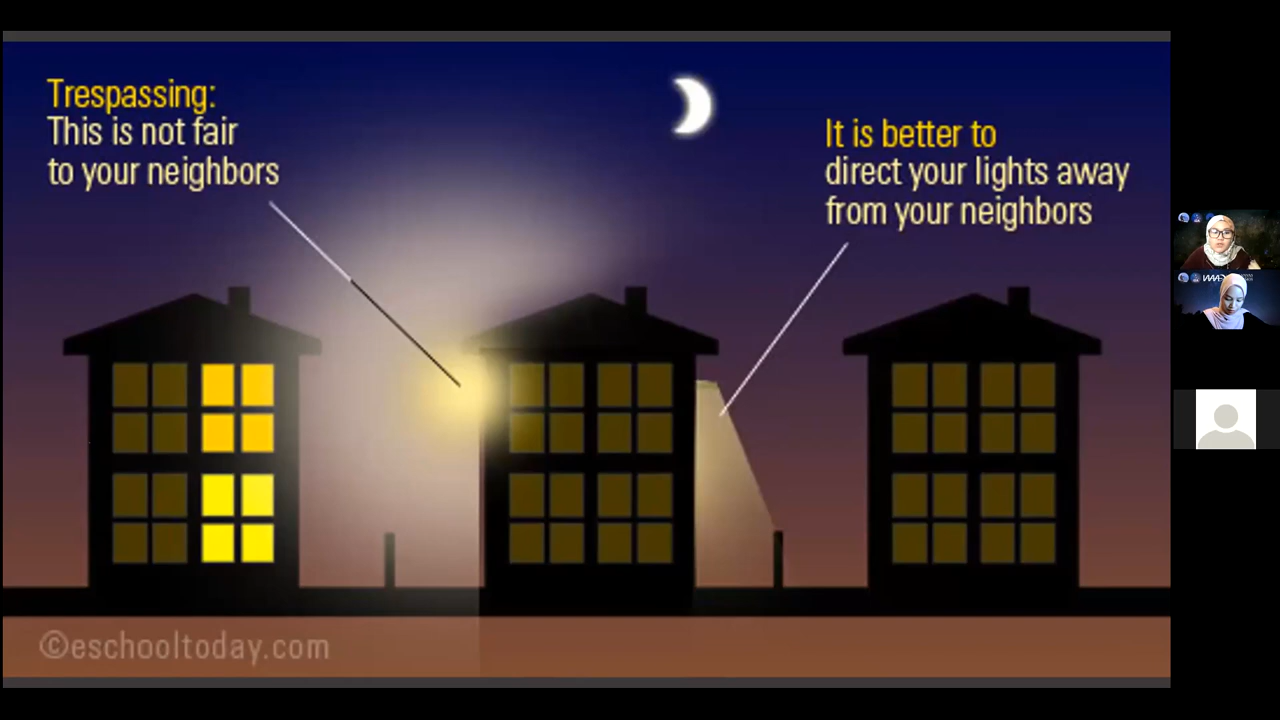 Trespassing:
This is not fair
to your neighbors
It is better to
direct your lights away
from your neighbors
©eschooltoday.com